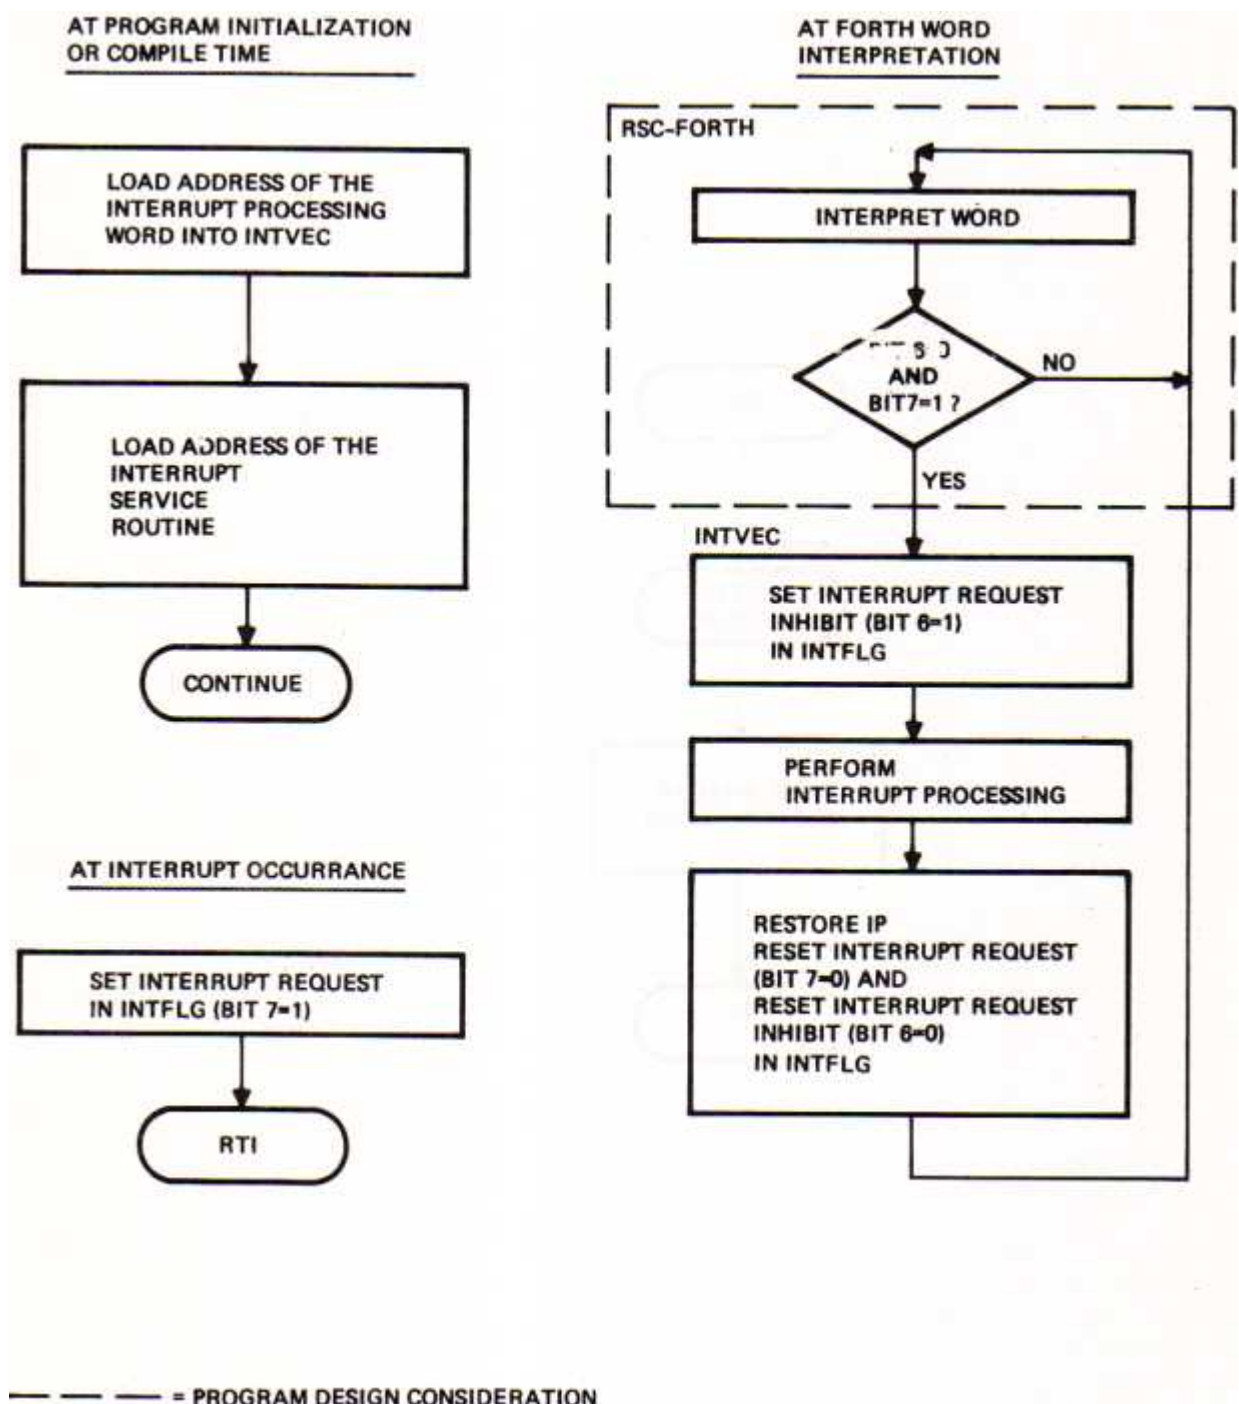 AT PROGRAM INITIALIZATION
OR COMPILE TIME
LOAD ADDRESS OF THE
INTERRUPT PROCESSING
WORD INTO INTVEC
LOAD ADDRESS OF THE
INTERRUPT
SERVICE
ROUTINE
CONTINUE
AT INTERRUPT OCCURRANCE
SET INTERRUPT REQUEST
IN INTFLG (BIT 7=1)
RTI
AT FORTH WORD
INTERPRETATION
RSC-FORTH
INTERPRET WORD
AND
BIT7=1 ?
NO
YES
INTVEC
SET INTERRUPT REQUEST
INHIBIT (BIT 6=1)
IN INTFLG
PERFORM
INTERRUPT PROCESSING
RESTORE IP
RESET INTERRUPT REQUEST
(BIT 7=0) AND
RESET INTERRUPT REQUEST
INHIBIT (BIT 6=0)
IN INTFLG
= PROGRAM DESIGN CONSIDERATION